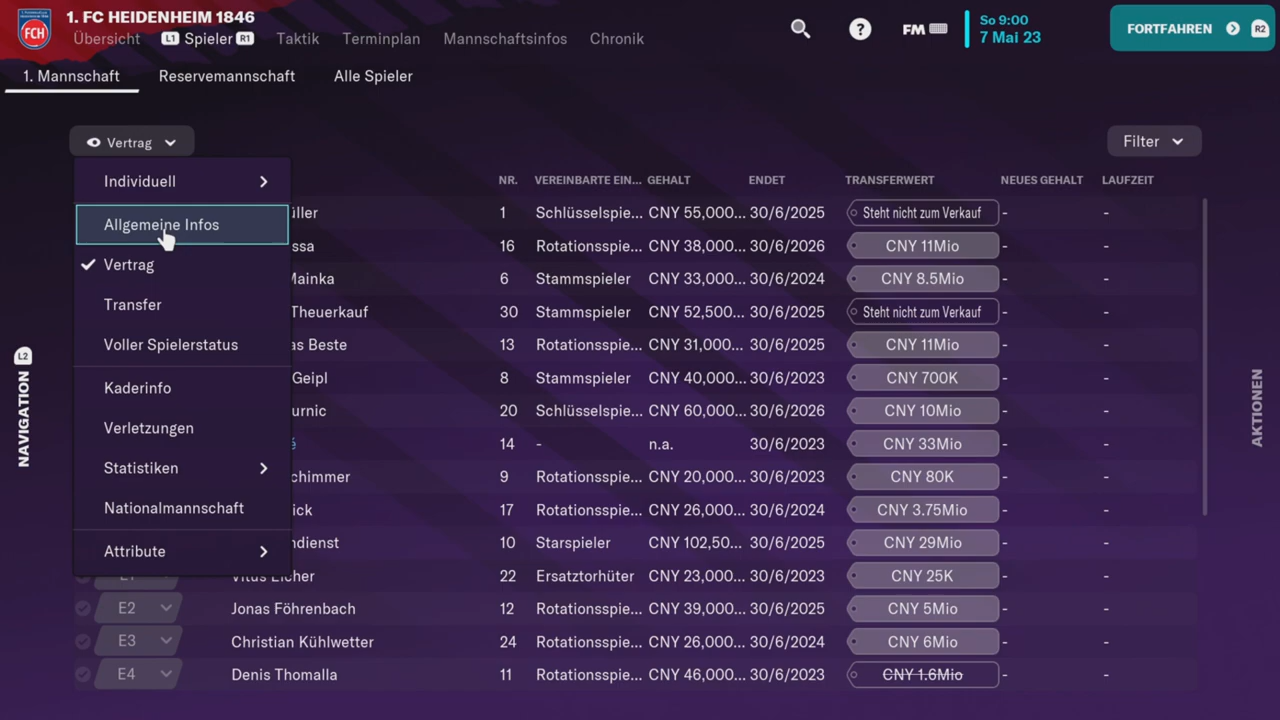 1. FC HEIDENHEIM 1846
FCH
Übersicht L1 Spieler R1 Taktik Terminplan Mannschaftsinfos Chronik
FM
So 9:00
7 Mai 23
FORTFAHREN R2
1. Mannschaft Reservemannschaft Alle Spieler
Vertrag
Filter
Individuell
Allgemeine Infos
Vertrag
Transfer
Voller Spielerstatus
Kaderinfo
Verletzungen
Statistiken
Nationalmannschaft
Attribute
NR. VEREINBARTE EIN... GEHALT ENDET TRANSFERWERT NEUES GEHALT LAUFZEIT
üller 1 Schlüsselspie... CNY 55,000... 30/6/2025 Steht nicht zum Verkauf - -
ssa 16 Rotationsspie... CNY 38,000... 30/6/2026 CNY 11Mio - -
Mainka 6 Stammspieler CNY 33,000... 30/6/2024 CNY 8.5Mio - -
Theuerkauf 30 Stammspieler CNY 52,500... 30/6/2025 Steht nicht zum Verkauf - -
as Beste 13 Rotationsspie... CNY 31,000... 30/6/2025 CNY 11Mio - -
Geipl 8 Stammspieler CNY 40,000... 30/6/2023 CNY 700K - -
urnic 20 Schlüsselspie... CNY 60,000... 30/6/2026 CNY 10Mio - -
é 14 - n.a. 30/6/2023 CNY 33Mio - -
chimmer 9 Rotationsspie... CNY 20,000... 30/6/2023 CNY 80K - -
ick 17 Rotationsspie... CNY 26,000... 30/6/2024 CNY 3.75Mio - -
ndienst 10 Starspieler CNY 102,50... 30/6/2025 CNY 29Mio - -
Vitus Eicher 22 Ersatztorhüter CNY 23,000... 30/6/2023 CNY 25K - -
E2 Jonas Föhrenbach 12 Rotationsspie... CNY 39,000... 30/6/2025 CNY 5Mio - -
E3 Christian Kühlwetter 24 Rotationsspie... CNY 26,000... 30/6/2024 CNY 6Mio - -
E4 Denis Thomalla 11 Rotationsspie... CNY 46,000... 30/6/2023 CNY 1.6Mio - -
L2
NAVIGATION
AKTIONEN